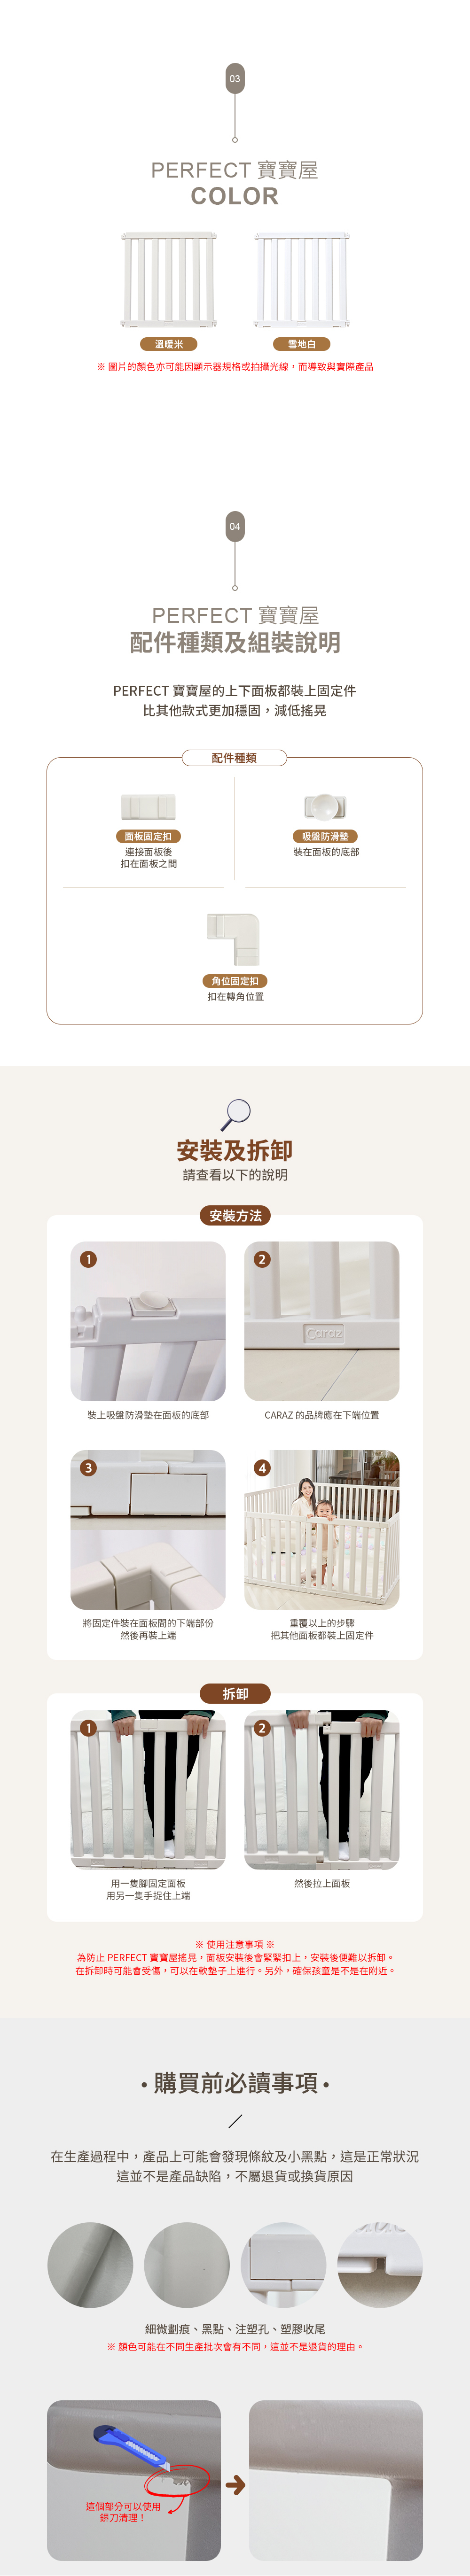 03
PERFECT 寶寶屋
COLOR
溫暖米
雪地白
※ 圖片的顏色亦可能因顯示器規格或拍攝光線，而導致與實際產品
04
PERFECT 寶寶屋
配件種類及組裝說明
PERFECT 寶寶屋的上下面板都裝上固定件
比其他款式更加穩固，減低搖晃
配件種類
面板固定扣
連接面板後
扣在面板之間
吸盤防滑墊
裝在面板的底部
角位固定扣
扣在轉角位置
安裝及拆卸
請查看以下的說明
安裝方法
1
2
Caraz
裝上吸盤防滑墊在面板的底部
CARAZ 的品牌應在下端位置
3
4
將固定件裝在面板間的下端部份
然後再裝上端
重覆以上的步驟
把其他面板都裝上固定件
拆卸
1
2
用一隻腳固定面板
用另一隻手捉住上端
然後拉上面板
※ 使用注意事項 ※
為防止 PERFECT 寶寶屋搖晃，面板安裝後會緊緊扣上，安裝後便難以拆卸。
在拆卸時可能會受傷，可以在軟墊子上進行。另外，確保孩童是不是在附近。
• 購買前必讀事項 •
在生產過程中，產品上可能會發現條紋及小黑點，這是正常狀況
這並不是產品缺陷，不屬退貨或換貨原因
細微劃痕、黑點、注塑孔、塑膠收尾
※ 顏色可能在不同生產批次會有不同，這並不是退貨的理由。
這個部分可以使用
鎅刀清理！